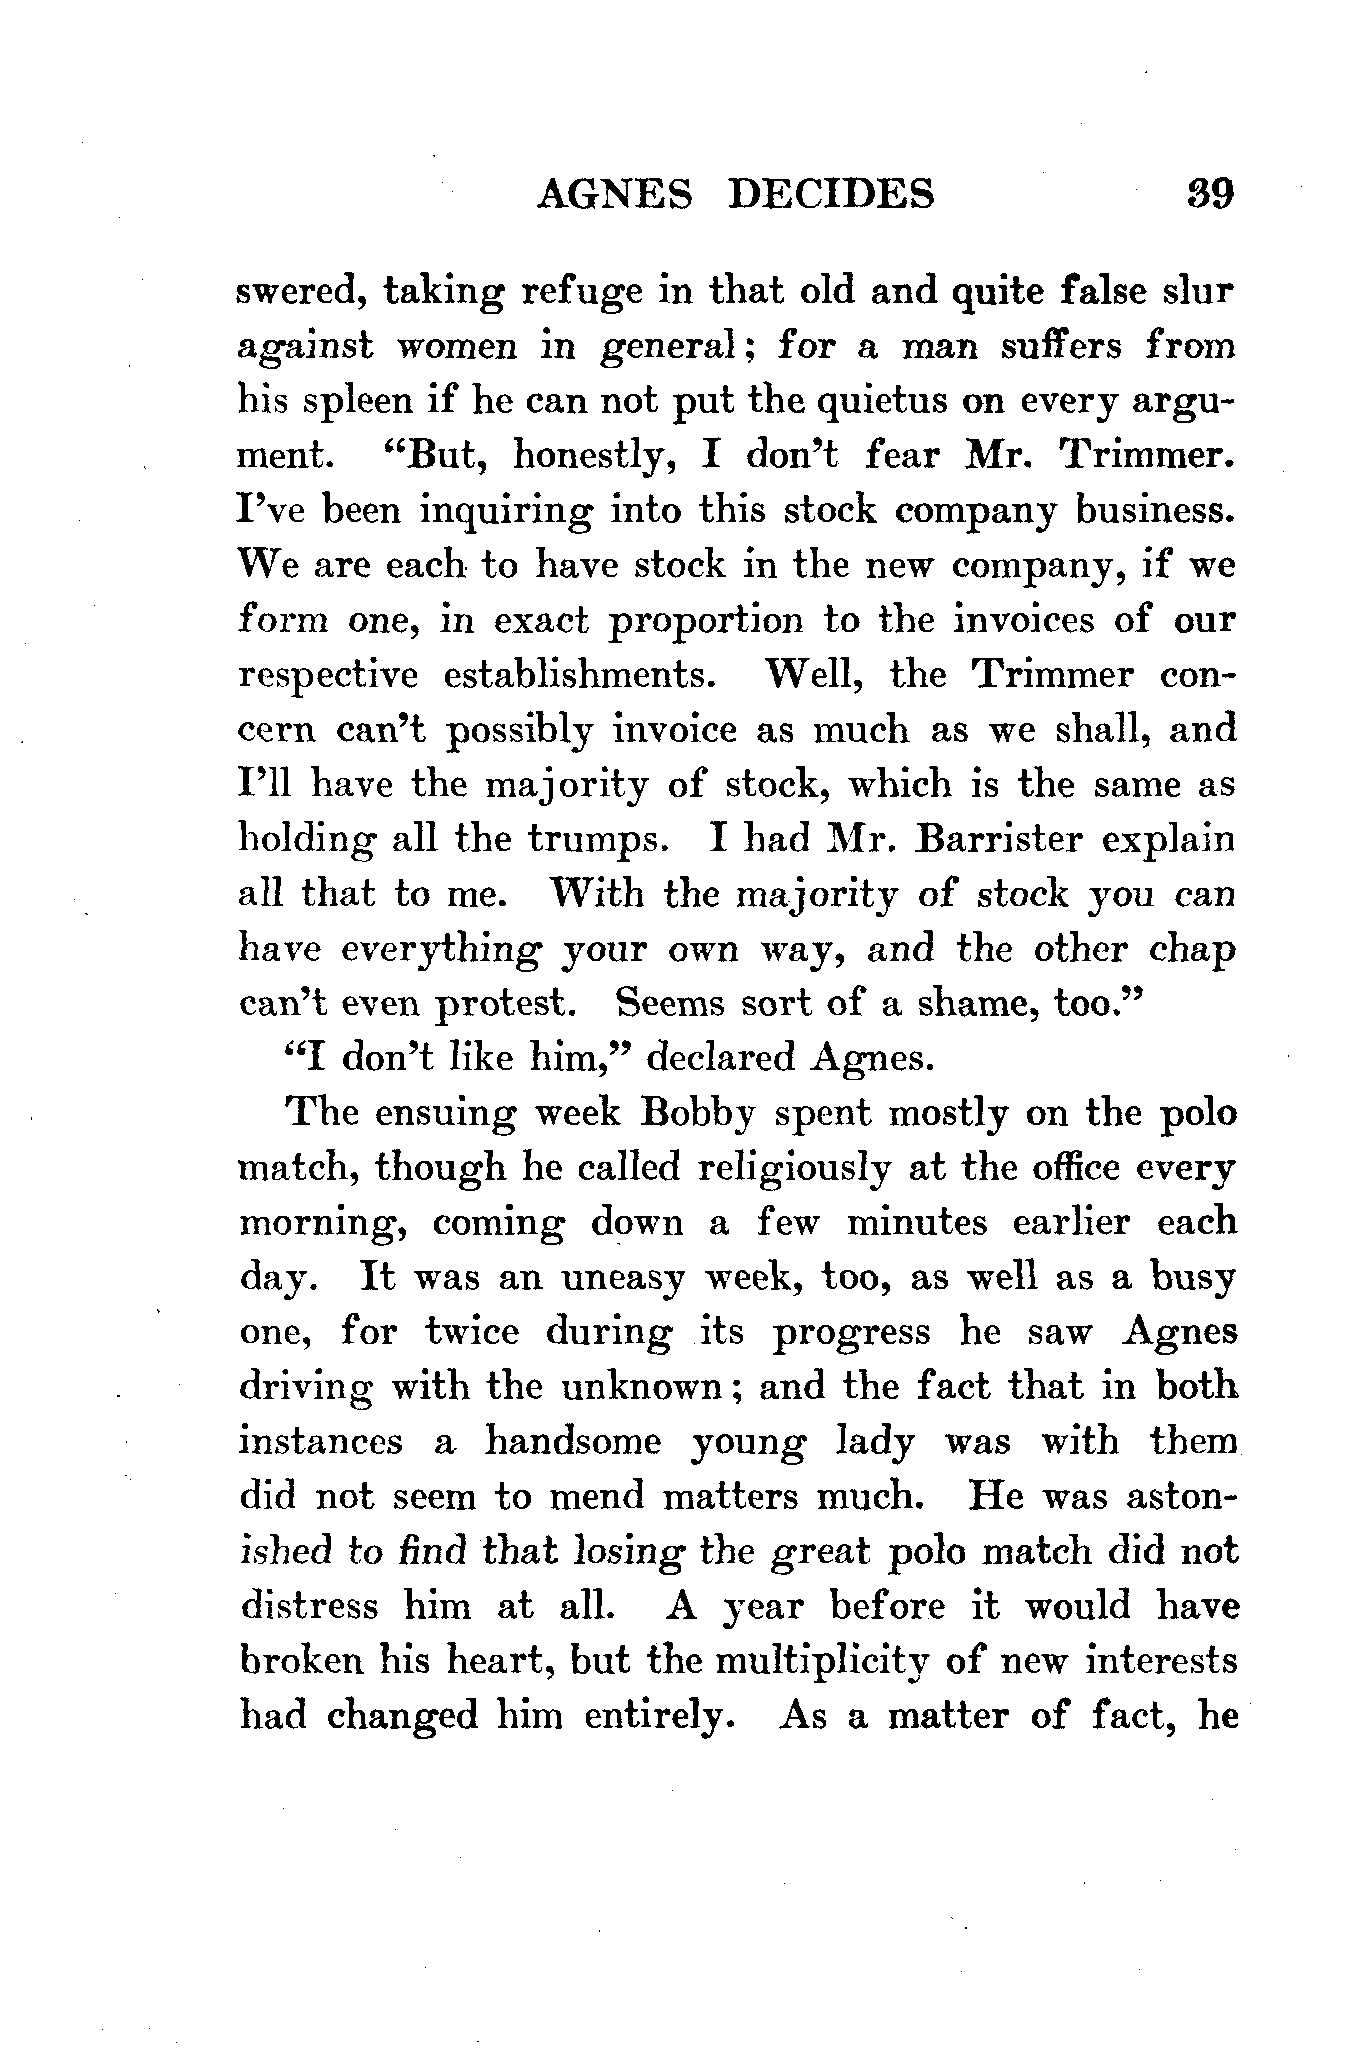 AGNES DECIDES 39
swered, taking refuge in that old and quite false slur
against women in general; for a man suffers from
his spleen if he can not put the quietus on every argu-
ment. “But, honestly, I don’t fear Mr. Trimmer.
I’ve been inquiring into this stock company business.
We are each to have stock in the new company, if we
form one, in exact proportion to the invoices of our
respective establishments. Well, the Trimmer con-
cern can’t possibly invoice as much as we shall, and
I’ll have the majority of stock, which is the same as
holding all the trumps. I had Mr. Barrister explain
all that to me. With the majority of stock you can
have everything your own way, and the other chap
can’t even protest. Seems sort of a shame, too.”
“I don’t like him,” declared Agnes.
The ensuing week Bobby spent mostly on the polo
match, though he called religiously at the office every
morning, coming down a few minutes earlier each
day. It was an uneasy week, too, as well as a busy
one, for twice during its progress he saw Agnes
driving with the unknown; and the fact that in both
instances a handsome young lady was with them
did not seem to mend matters much. He was aston-
ished to find that losing the great polo match did not
distress him at all. A year before it would have
broken his heart, but the multiplicity of new interests
had changed him entirely. As a matter of fact, he